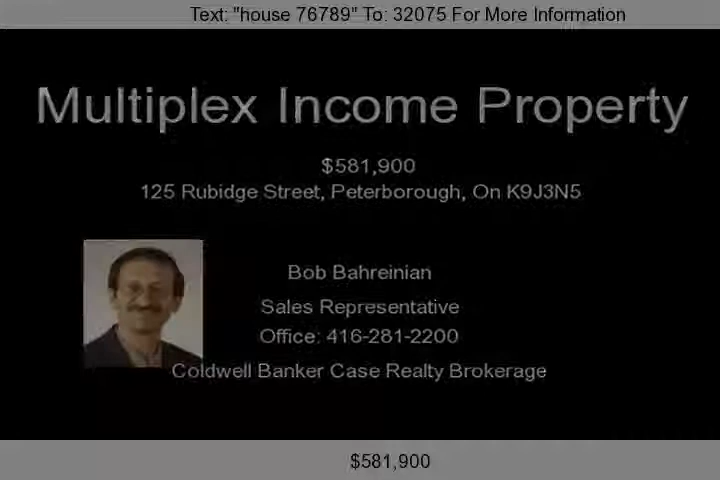 Text: "house 76789" To: 32075 For More Information
Multiplex Income Property
$581,900
125 Rubidge Street, Peterborough, On K9J3N5
Bob Bahreinian
Sales Representative
Office: 416-281-2200
Coldwell Banker Case Realty Brokerage
$581,900